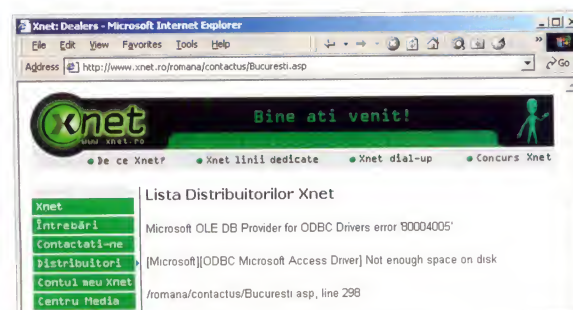 Xnet: Dealers - Microsoft Internet Explorer
File Edit View Favorites Tools Help
Address http://www.xnet.ro/romana/contactus/Bucuresti.asp Go
xnet
www xnet.ro
Bine ati venit!
De ce Xnet? Xnet linii dedicate Xnet dial-up Concurs Xnet
Xnet
Întrebări
Contactati-ne
Distribuitori
Contul meu Xnet
Centru Media
Lista Distribuitorilor Xnet
Microsoft OLE DB Provider for ODBC Drivers error '80004005'
[Microsoft][ODBC Microsoft Access Driver] Not enough space on disk
/romana/contactus/Bucuresti asp, line 298